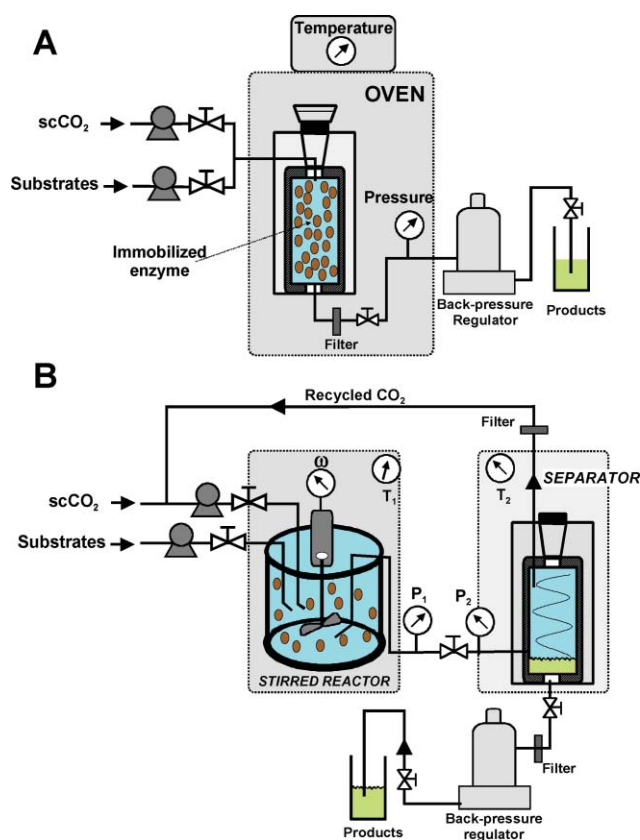 A
Temperature
OVEN
scCO₂
Substrates
Pressure
Immobilized
enzyme
Back-pressure
Regulator
Products
Filter
B
Recycled CO₂
Filter
ω
T₁
T₂
SEPARATOR
scCO₂
Substrates
P₁
P₂
STIRRED REACTOR
Filter
Products
Back-pressure
regulator